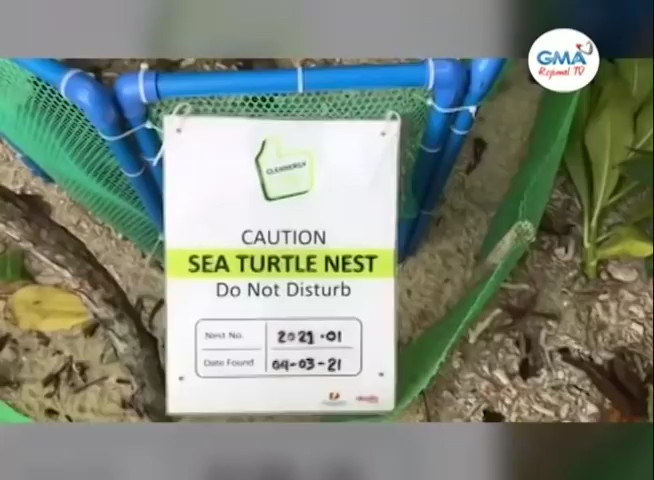 GMA
Regional TV
CLEANERGY
CAUTION
SEA TURTLE NEST
Do Not Disturb
Nest No. 2021-01
Date Found 04-03-21